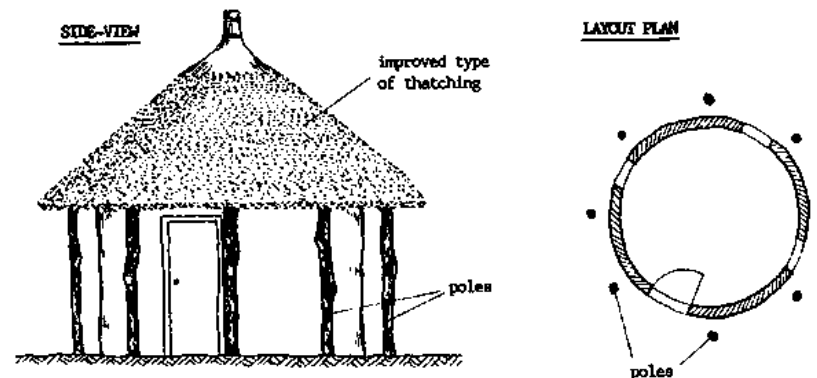 SIDE-VIEW
improved type
of thatching
poles
LAYOUT PLAN
poles